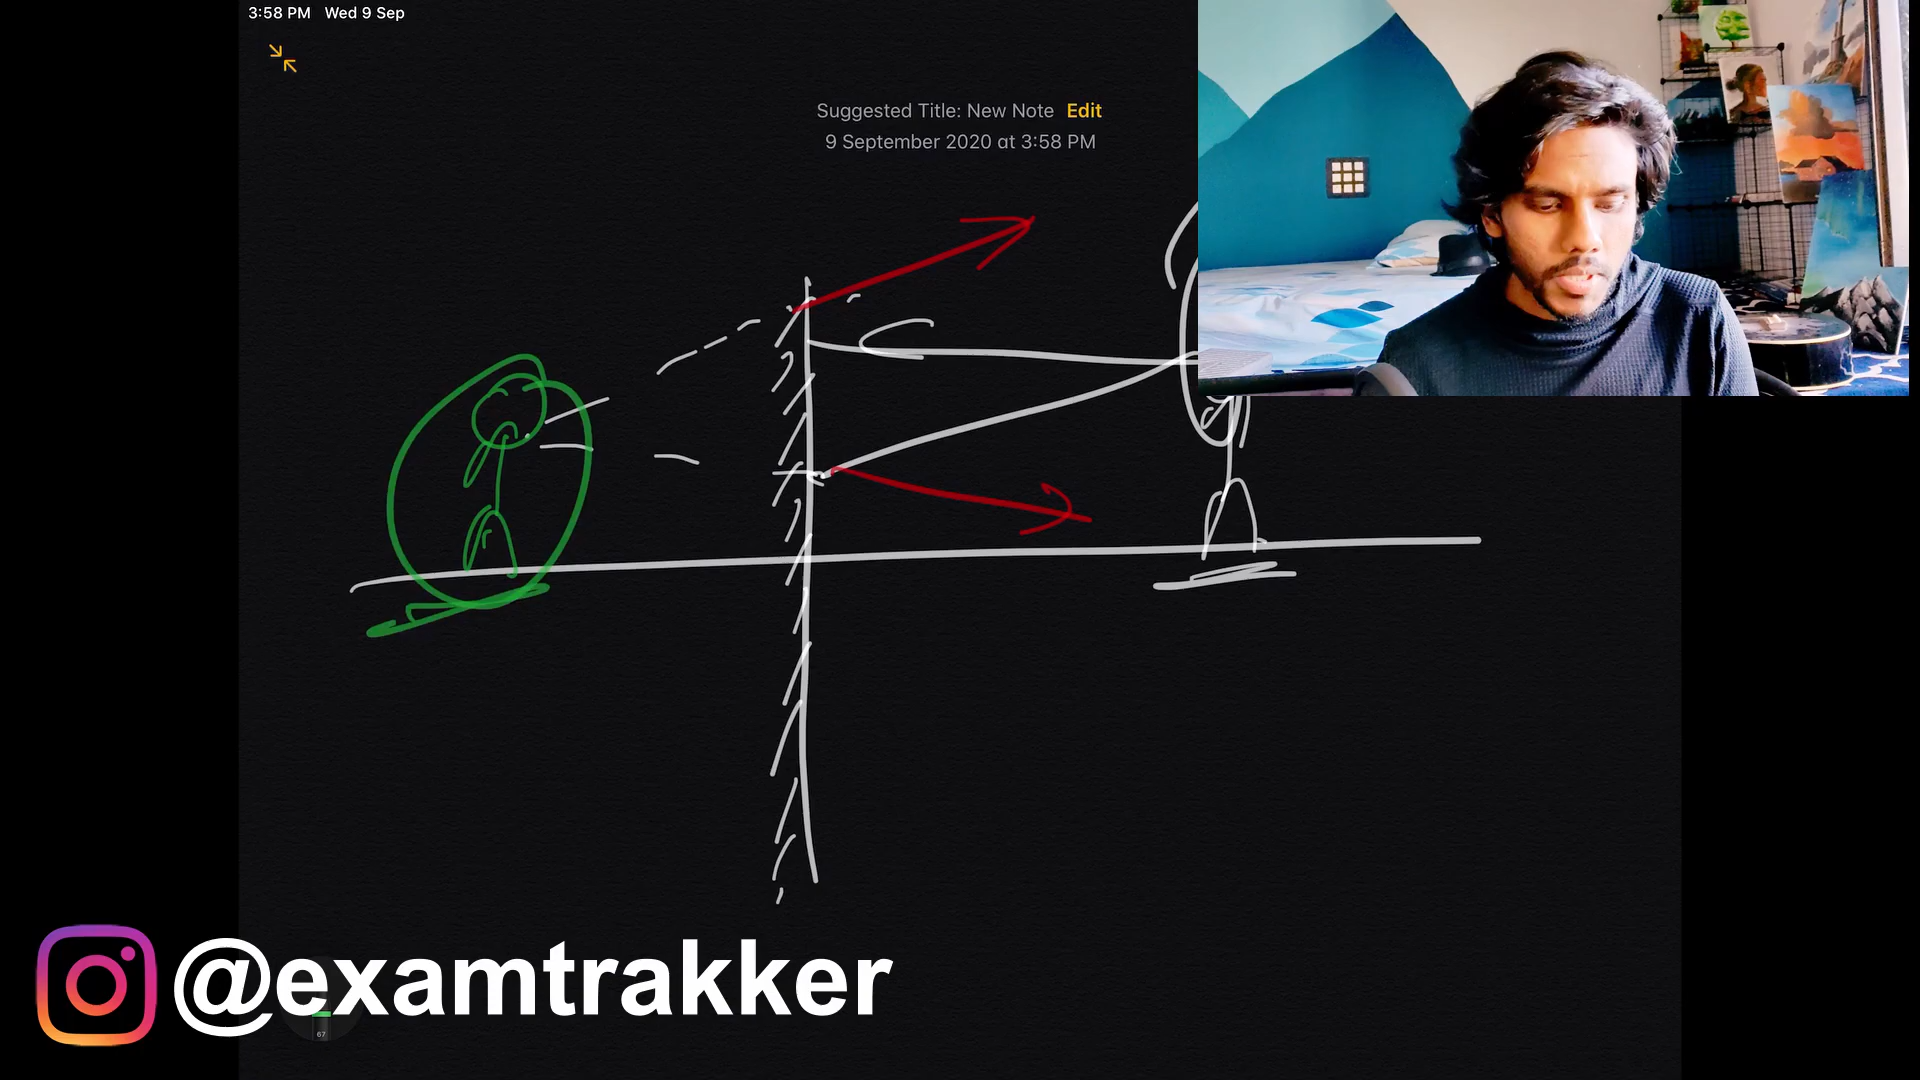 3:58 PM Wed 9 Sep
Suggested Title: New Note Edit
9 September 2020 at 3:58 PM
@examtrakker
67